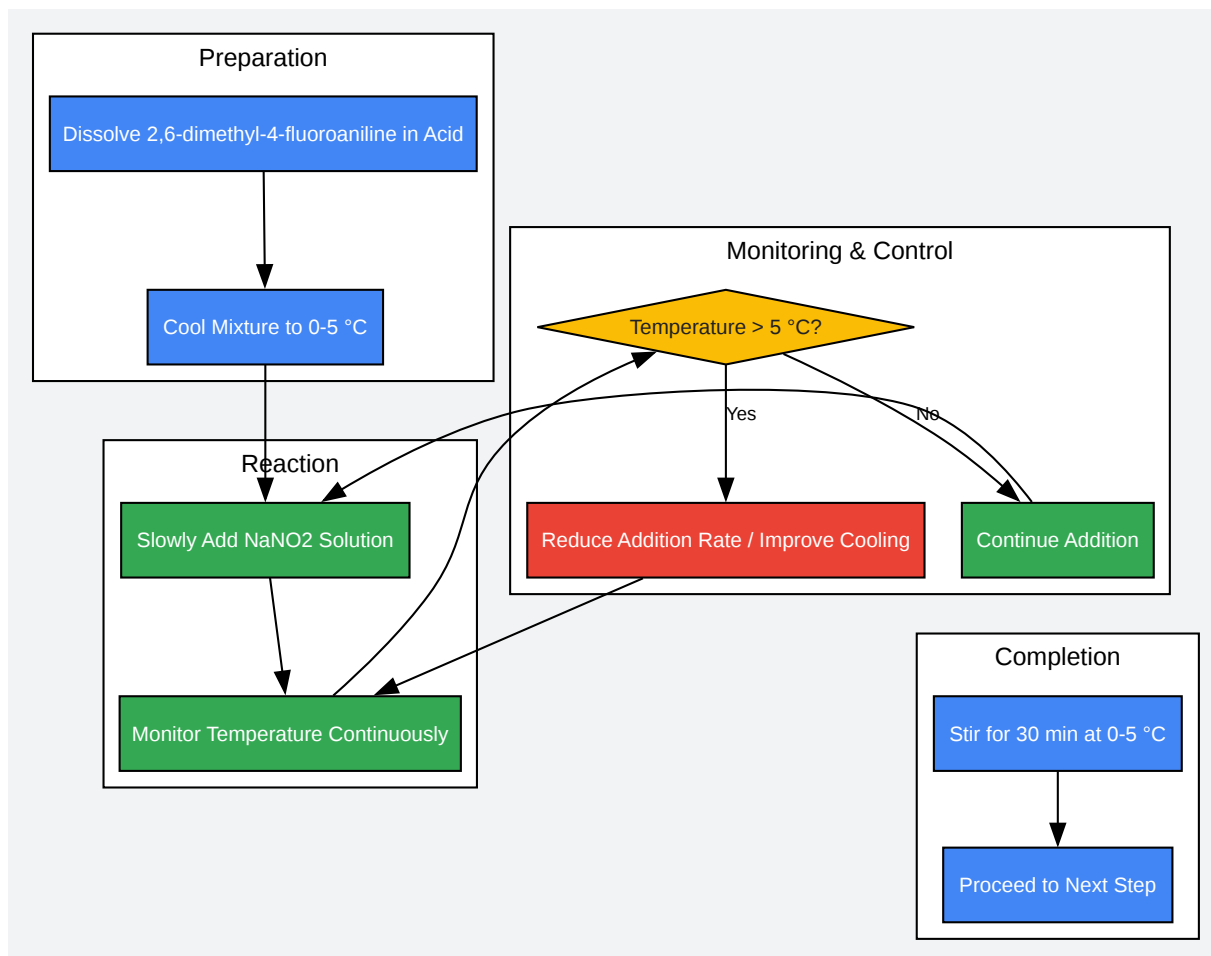 Preparation
Dissolve 2,6-dimethyl-4-fluoroaniline in Acid
Cool Mixture to 0-5 °C
Monitoring & Control
Temperature > 5 °C?
Yes
No
Reduce Addition Rate / Improve Cooling
Continue Addition
Reaction
Slowly Add NaNO2 Solution
Monitor Temperature Continuously
Completion
Stir for 30 min at 0-5 °C
Proceed to Next Step